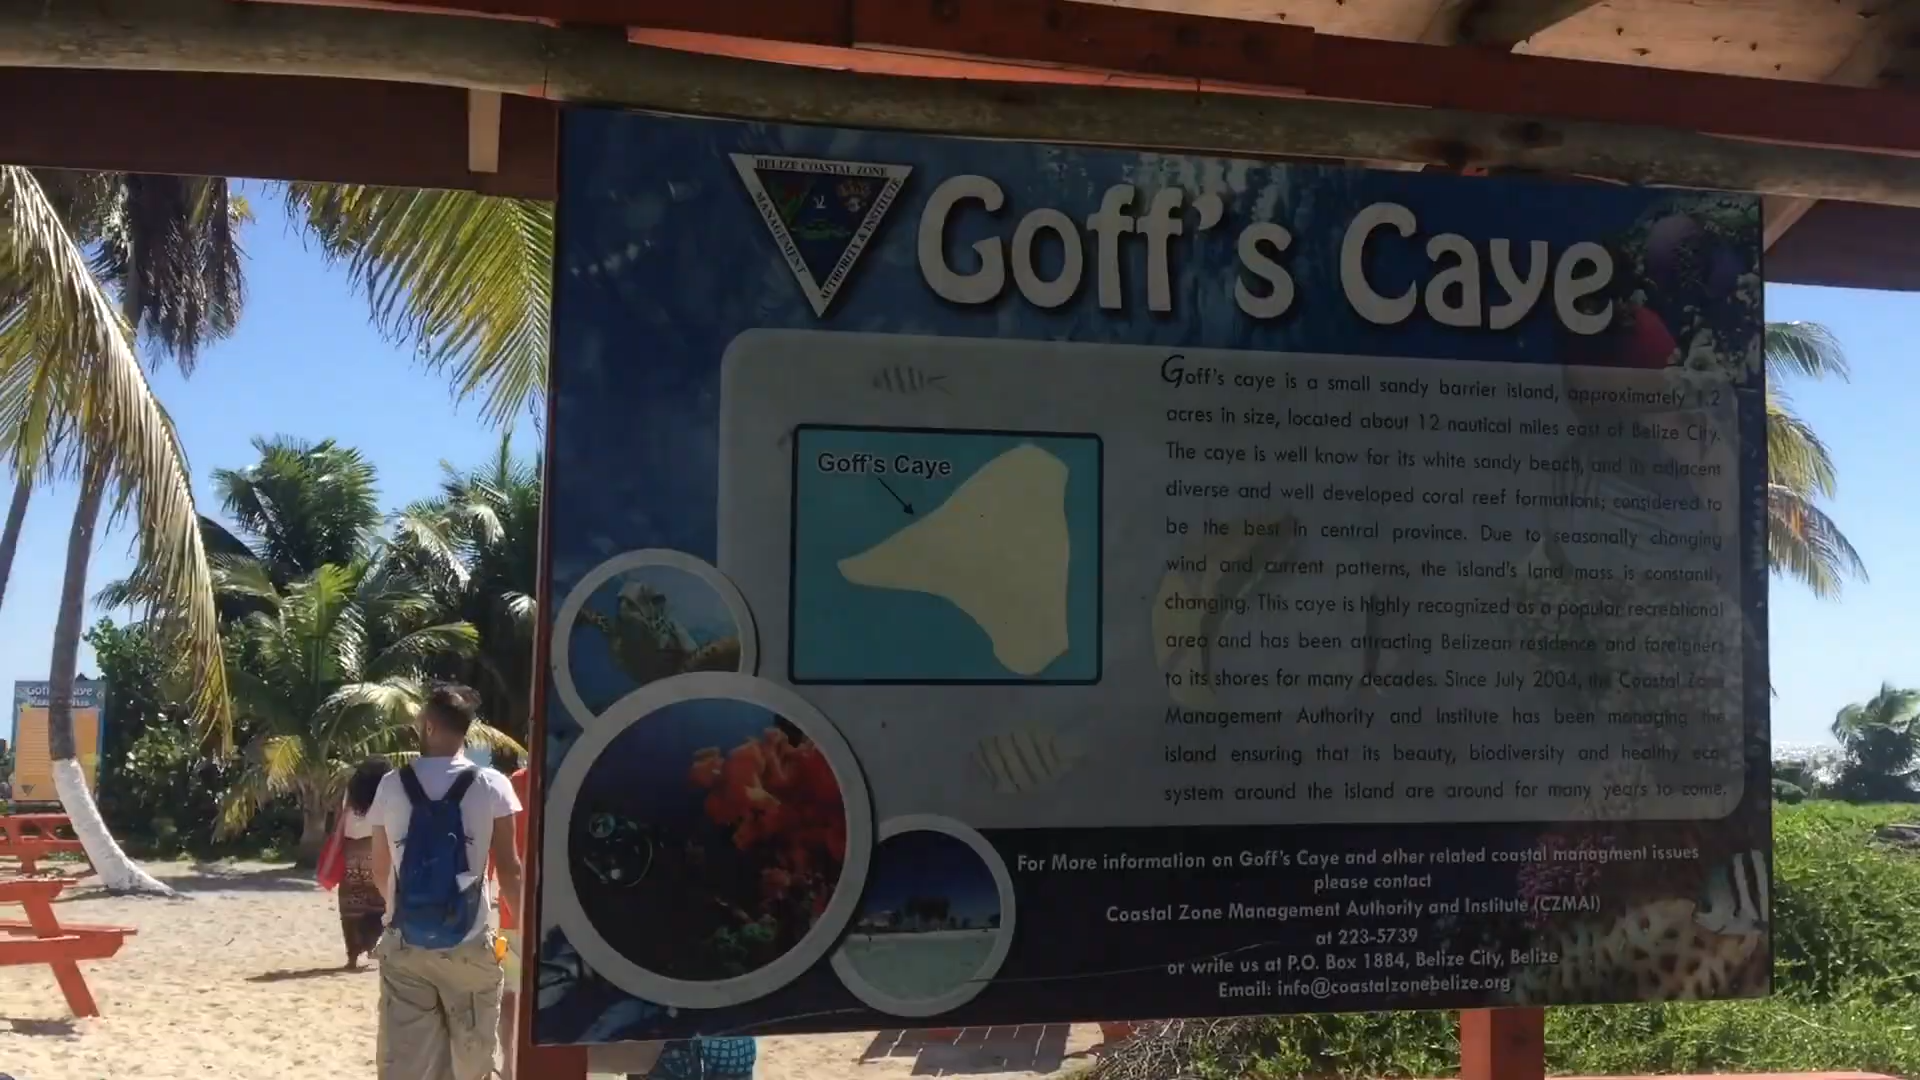 BELIZE COASTAL ZONE
MANAGEMENT
AUTHORITY & INSTITUTE
Goff's Caye
Goff's Caye
Goff's caye is a small sandy barrier island, approximately 1.2
acres in size, located about 12 nautical miles east of Belize City.
The caye is well know for its white sandy beach, and its adjacent
diverse and well developed coral reef formations; considered to
be the best in central province. Due to seasonally changing
wind and current patterns, the island's land mass is constantly
changing. This caye is highly recognized as a popular recreational
area and has been attracting Belizean residence and foreigners
to its shores for many decades. Since July 2004, the Coastal Zone
Management Authority and Institute has been managing the
island ensuring that its beauty, biodiversity and healthy eco
system around the island are around for many years to come.
For More information on Goff's Caye and other related coastal managment issues
please contact
Coastal Zone Management Authority and Institute (CZMAI)
at 223-5739
or write us at P.O. Box 1884, Belize City, Belize
Email: info@coastalzonebelize.org
Goff's Caye